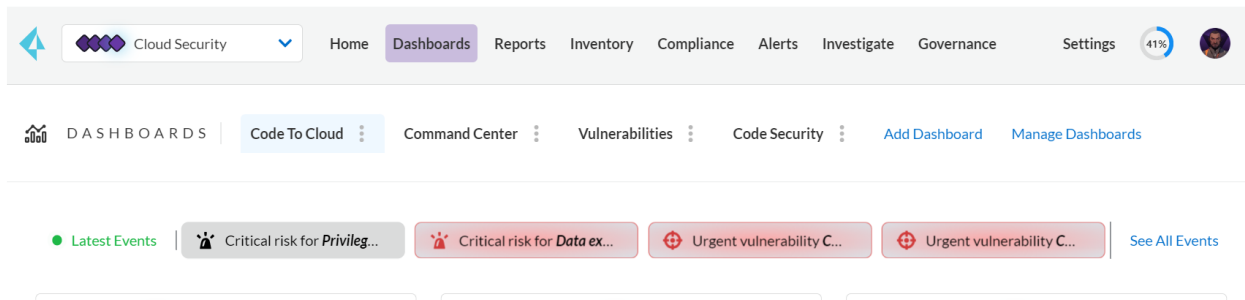 Cloud Security Home Dashboards Reports Inventory Compliance Alerts Investigate Governance Settings 41%
DASHBOARDS Code To Cloud Command Center Vulnerabilities Code Security Add Dashboard Manage Dashboards
Latest Events Critical risk for Privileg... Critical risk for Data ex... Urgent vulnerability C... Urgent vulnerability C... See All Events